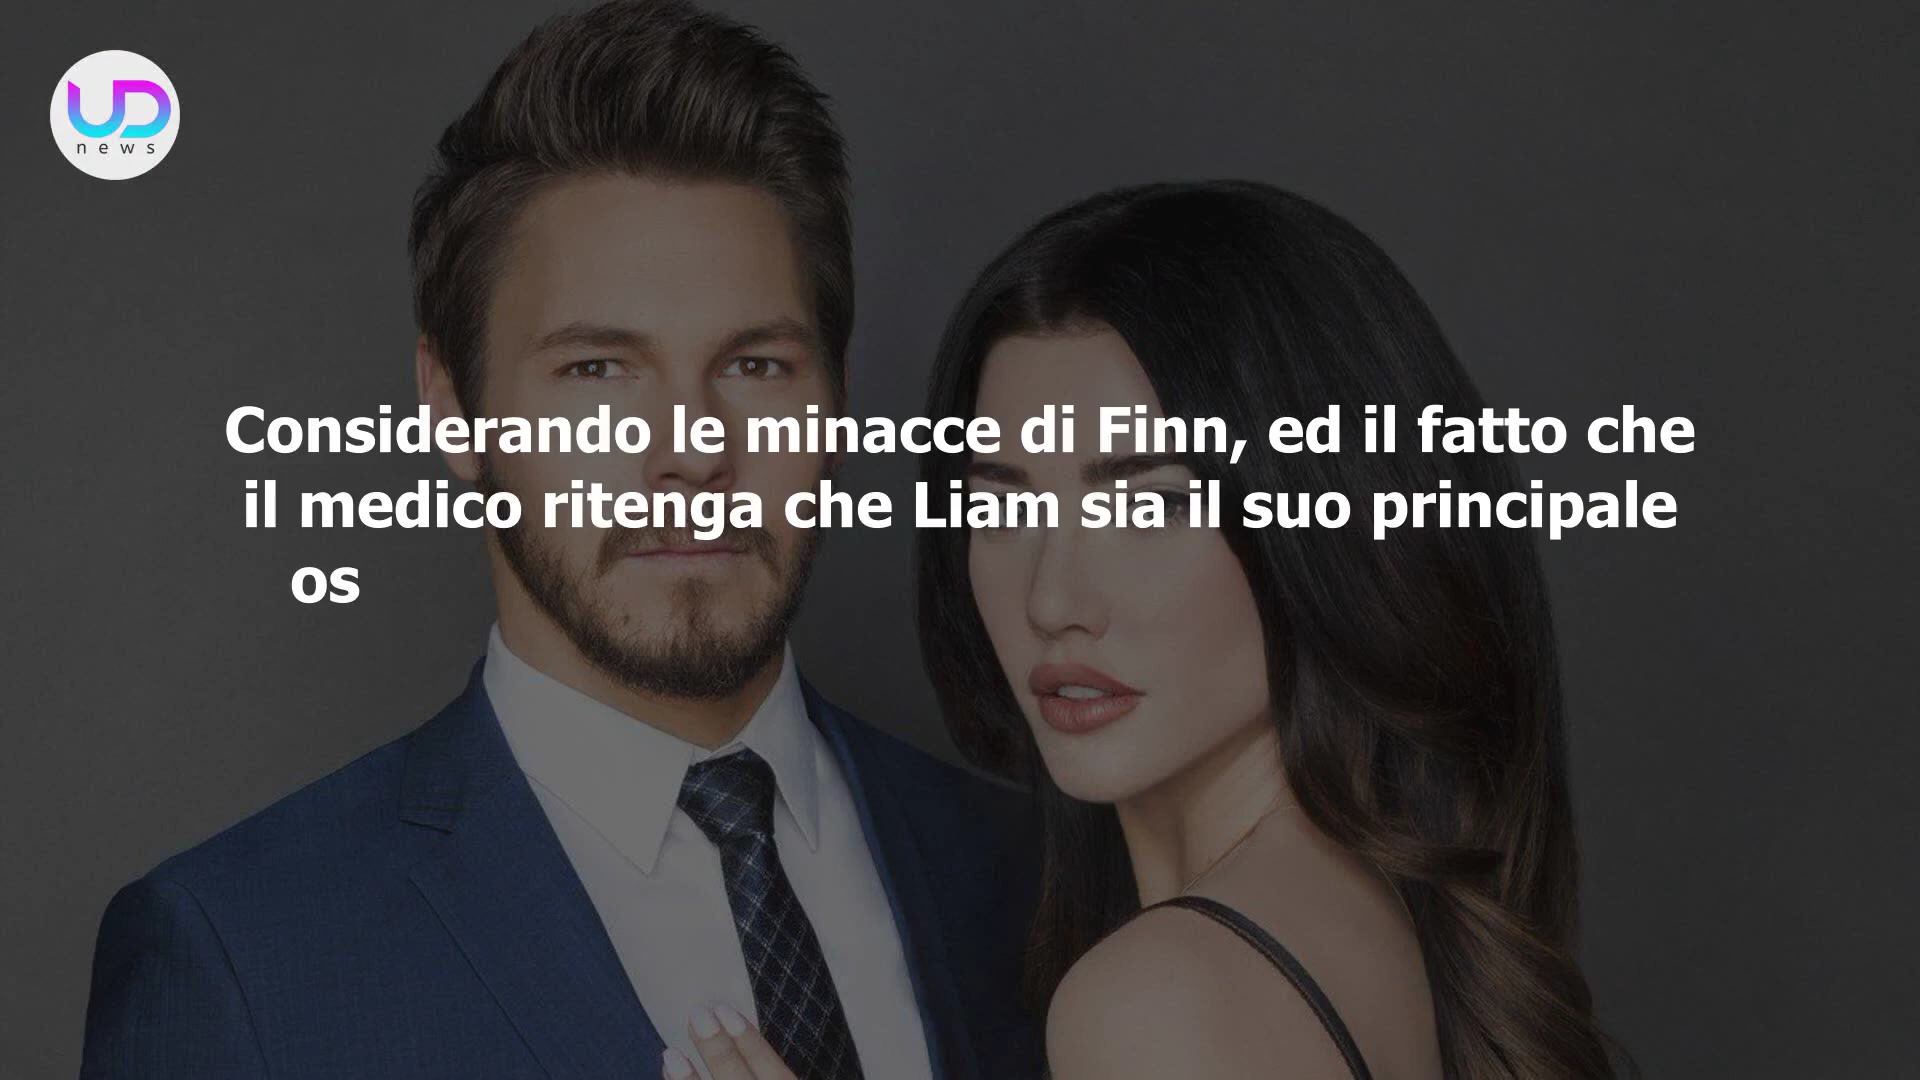 UD
news
Considerando le minacce di Finn, ed il fatto che
il medico ritenga che Liam sia il suo principale
os